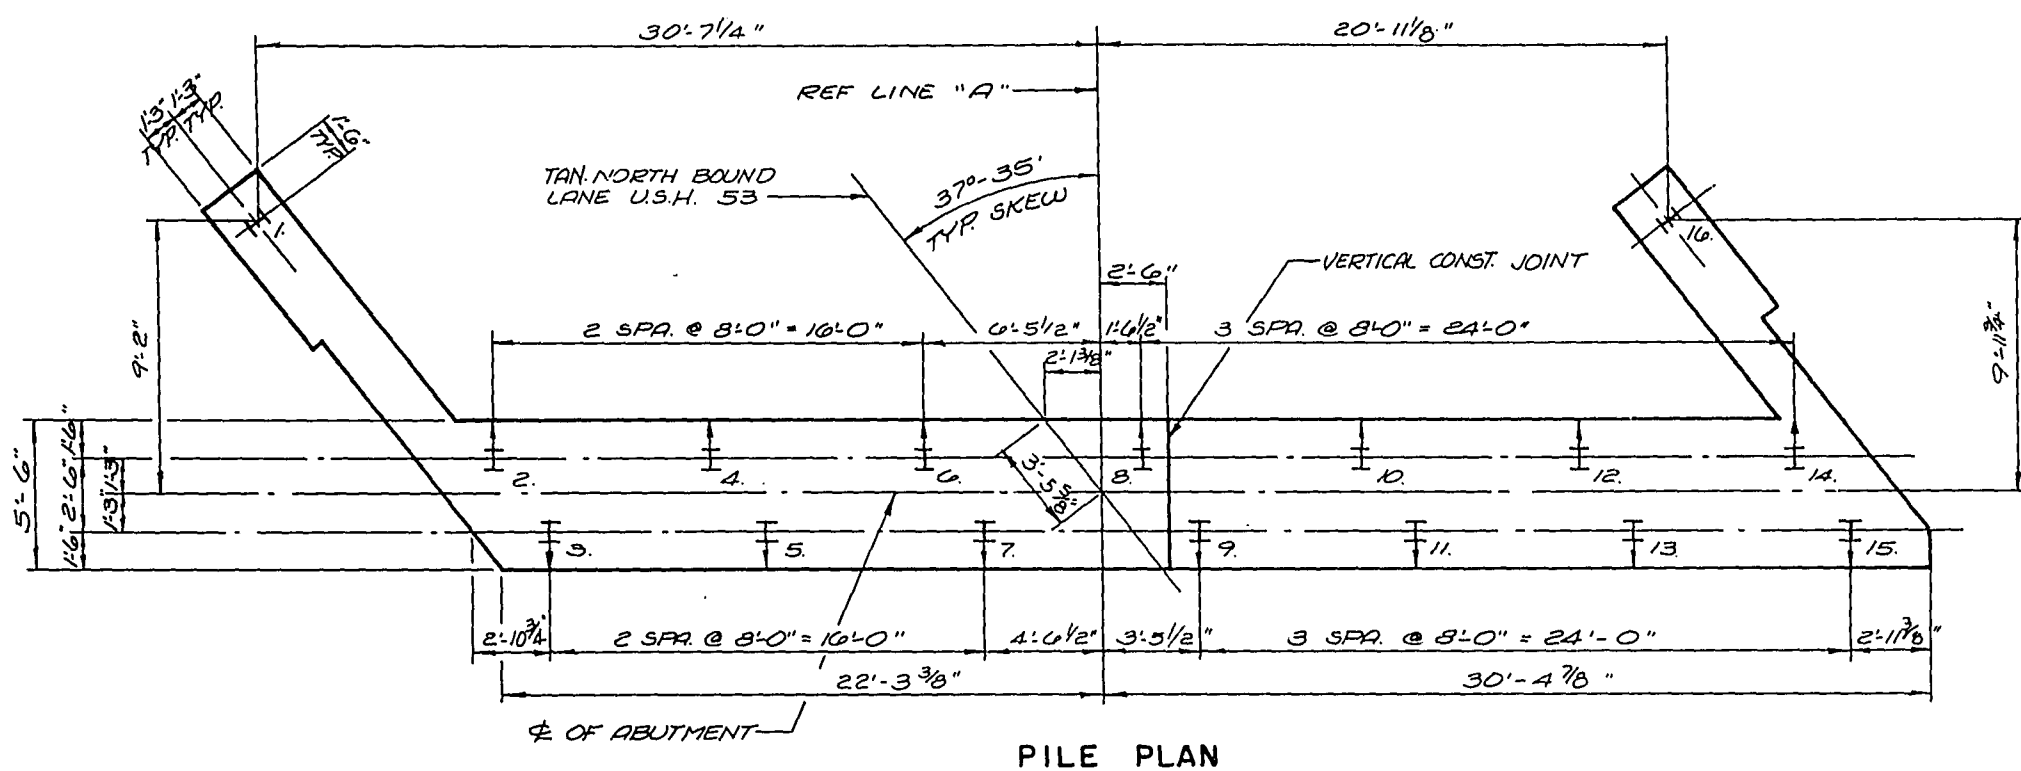 30'-7 1/4"
20'-11 1/8"
REF LINE "A"
1'-3" TYP.
1'-3" TYP.
1'-6" TYP.
TAN. NORTH BOUND
LANE U.S.H. 53
37°-35'
TYP. SKEW
1.
16.
2'-6"
VERTICAL CONST. JOINT
2 SPA. @ 8'-0" = 16'-0"
6'-5 1/2"
1'-6 1/2"
3 SPA. @ 8'-0" = 24'-0"
2'-1 3/8"
9'-2"
9'-11 3/4"
5'-6"
1'-6"
2'-6"
1'-6"
1'-3"
1'-3"
3'-5 5/8"
2.
4.
6.
8.
10.
12.
14.
3.
5.
7.
9.
11.
13.
15.
2'-10 3/4"
2 SPA. @ 8'-0" = 16'-0"
4'-6 1/2"
3'-5 1/2"
3 SPA. @ 8'-0" = 24'-0"
2'-11 3/8"
22'-3 3/8"
30'-4 7/8"
℄ OF ABUTMENT
PILE PLAN